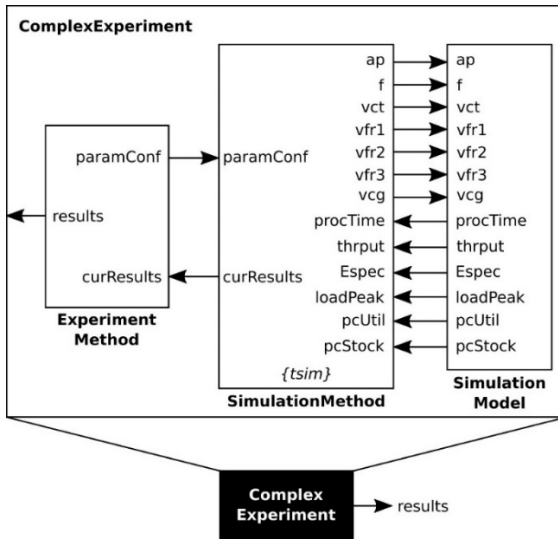 ComplexExperiment
ap ap
f f
vct vct
vfr1 vfr1
paramConf paramConf vfr2 vfr2
vfr3 vfr3
vcg vcg
results procTime procTime
thrput thrput
curResults curResults Espec Espec
loadPeak loadPeak
Experiment
Method
pcUtil pcUtil
pcStock pcStock
{tsim}
SimulationMethod
Simulation
Model
Complex
Experiment
results